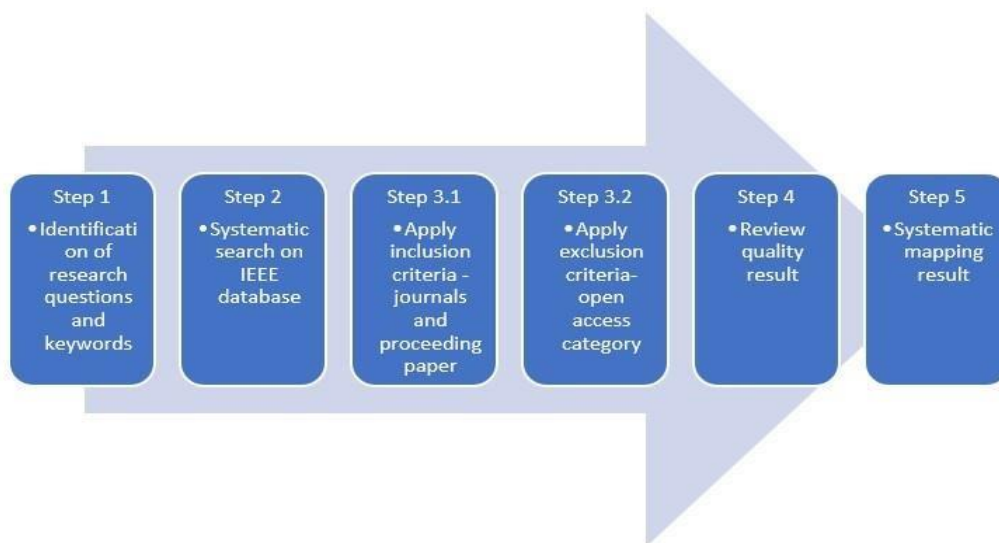 Step 1
•Identificati
on of
research
questions
and
keywords
Step 2
•Systematic
search on
IEEE
database
Step 3.1
•Apply
inclusion
criteria -
journals
and
proceeding
paper
Step 3.2
•Apply
exclusion
criteria-
open
access
category
Step 4
•Review
quality
result
Step 5
•Systematic
mapping
result